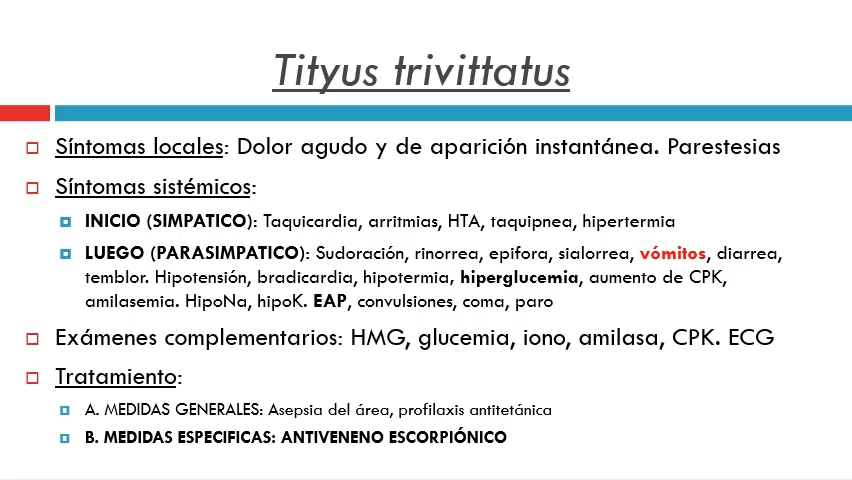 Tityus trivittatus
Síntomas locales: Dolor agudo y de aparición instantánea. Parestesias
Síntomas sistémicos:
INICIO (SIMPATICO): Taquicardia, arritmias, HTA, taquipnea, hipertermia
LUEGO (PARASIMPATICO): Sudoración, rinorrea, epifora, sialorrea, vómitos, diarrea,
temblor. Hipotensión, bradicardia, hipotermia, hiperglucemia, aumento de CPK,
amilasemia. HipoNa, hipoK. EAP, convulsiones, coma, paro
Exámenes complementarios: HMG, glucemia, iono, amilasa, CPK. ECG
Tratamiento:
A. MEDIDAS GENERALES: Asepsia del área, profilaxis antitetánica
B. MEDIDAS ESPECIFICAS: ANTIVENENO ESCORPIÓNICO